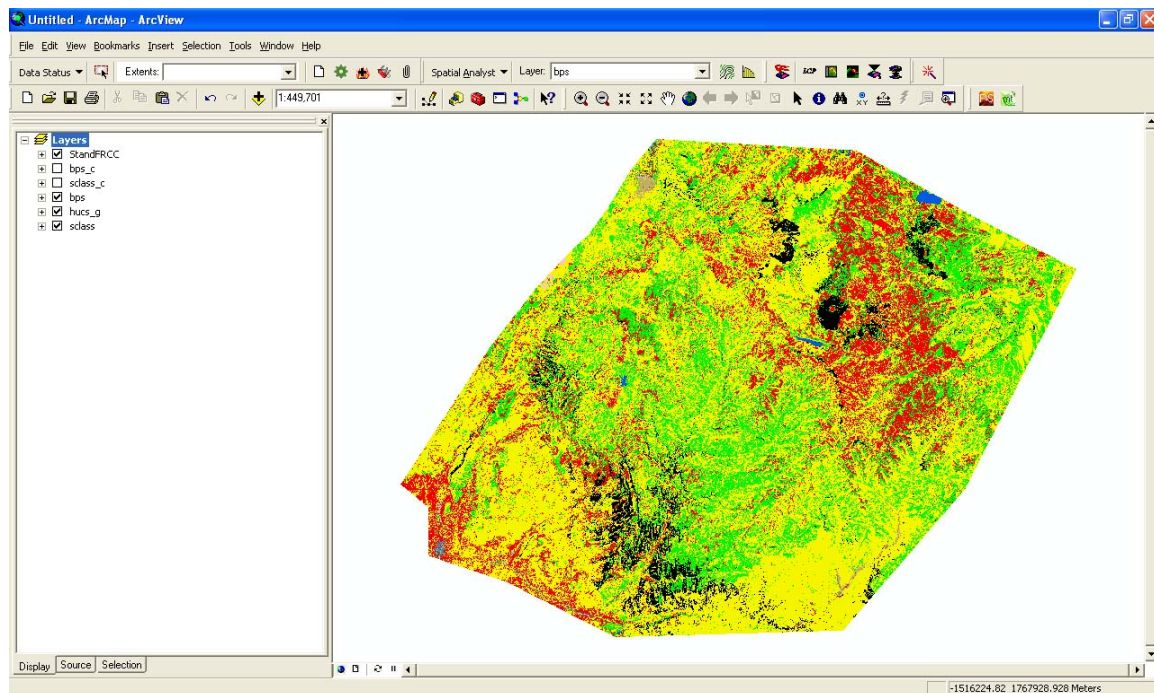 Untitled - ArcMap - ArcView
File Edit View Bookmarks Insert Selection Tools Window Help
Data Status Extents: Spatial Analyst Layer: bps LCP
1:449,701
Layers
StandFRCC
bps_c
sclass_c
bps
hucs_g
sclass
Display Source Selection
-1516224.82 1767928.928 Meters